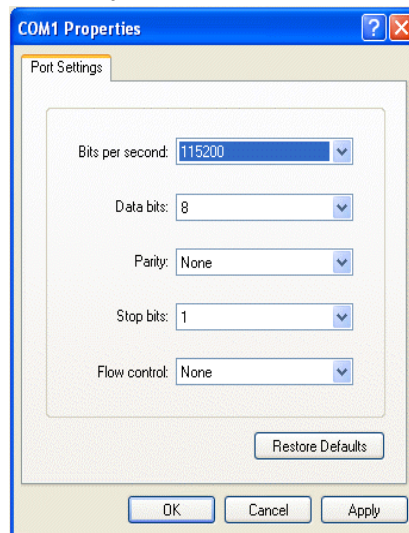 COM1 Properties
Port Settings
Bits per second: 115200
Data bits: 8
Parity: None
Stop bits: 1
Flow control: None
Restore Defaults
OK Cancel Apply